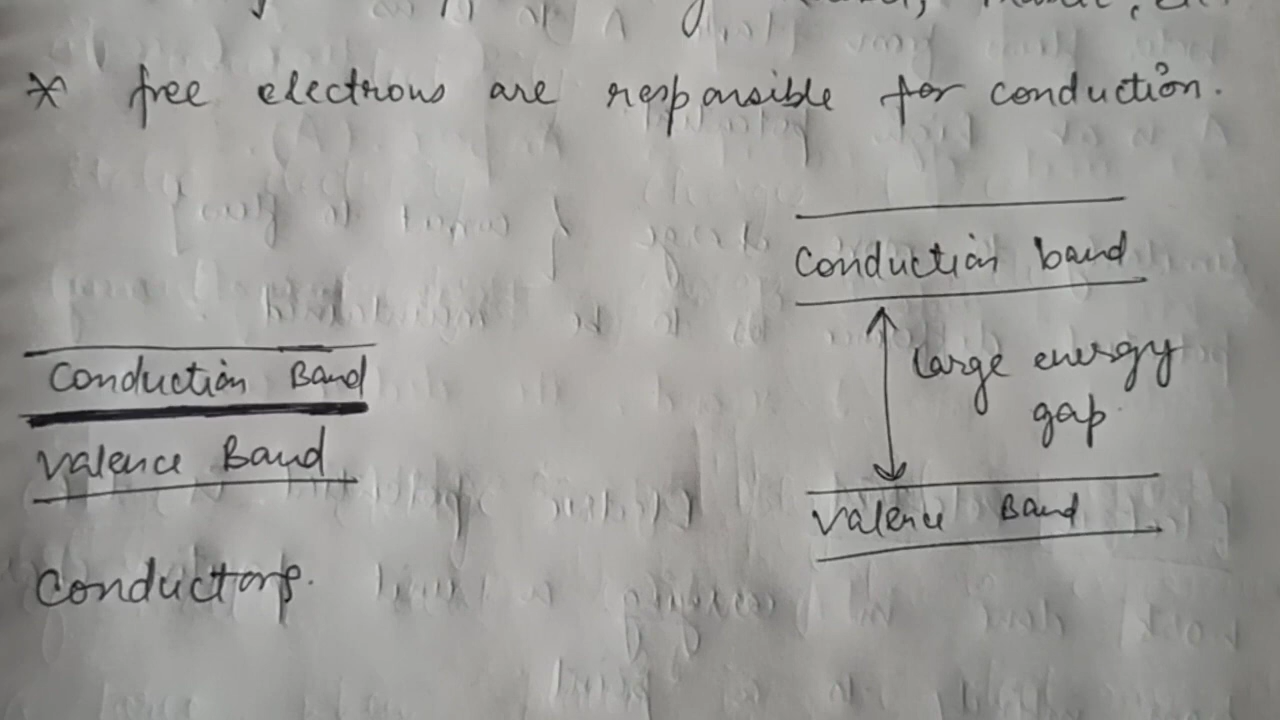 * free electrons are responsible for conduction.
Conduction band
large energy
gap
Conduction Band
Valence Band
Valence Band
Conductors.